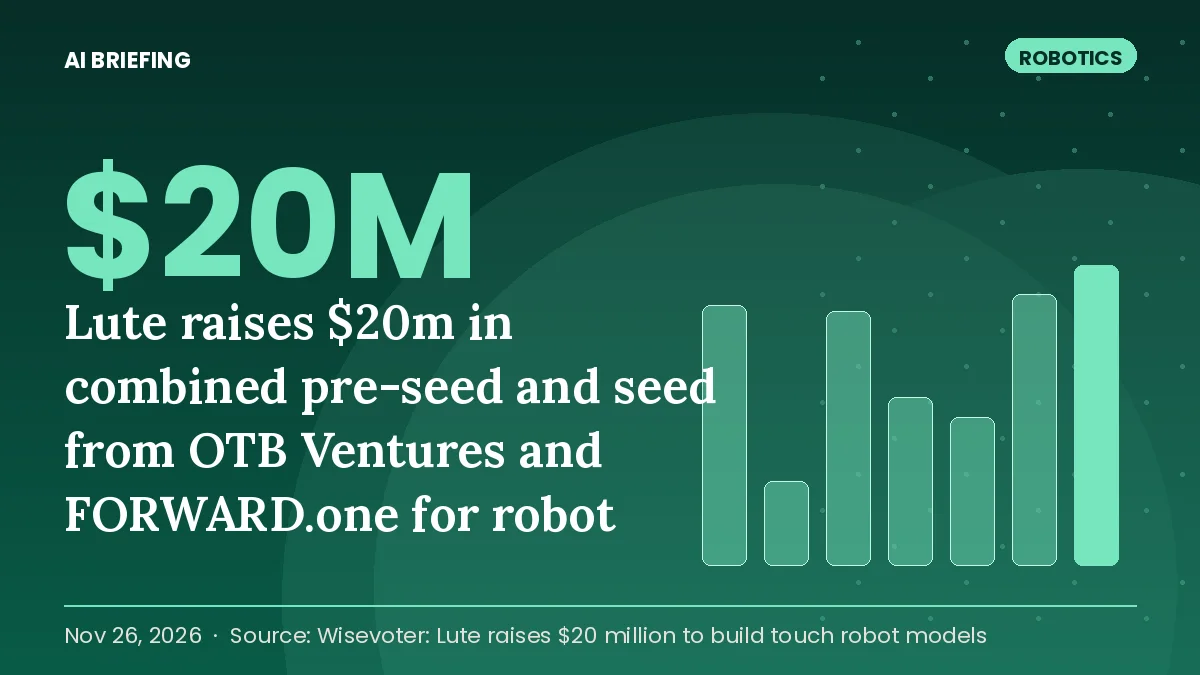 AI BRIEFING
ROBOTICS
$20M
Lute raises $20m in
combined pre-seed and seed
from OTB Ventures and
FORWARD.one for robot
Nov 26, 2026 · Source: Wisevoter: Lute raises $20 million to build touch robot models